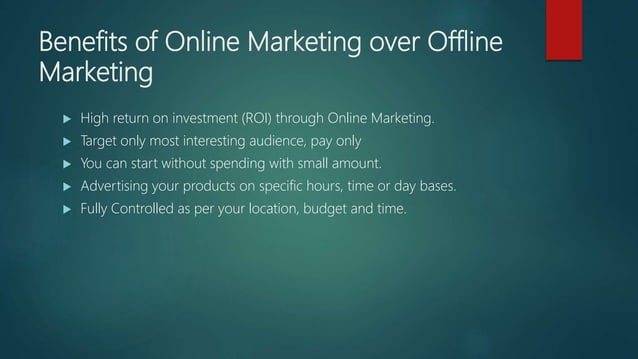 Benefits of Online Marketing over Offline
Marketing
High return on investment (ROI) through Online Marketing.
Target only most interesting audience, pay only
You can start without spending with small amount.
Advertising your products on specific hours, time or day bases.
Fully Controlled as per your location, budget and time.